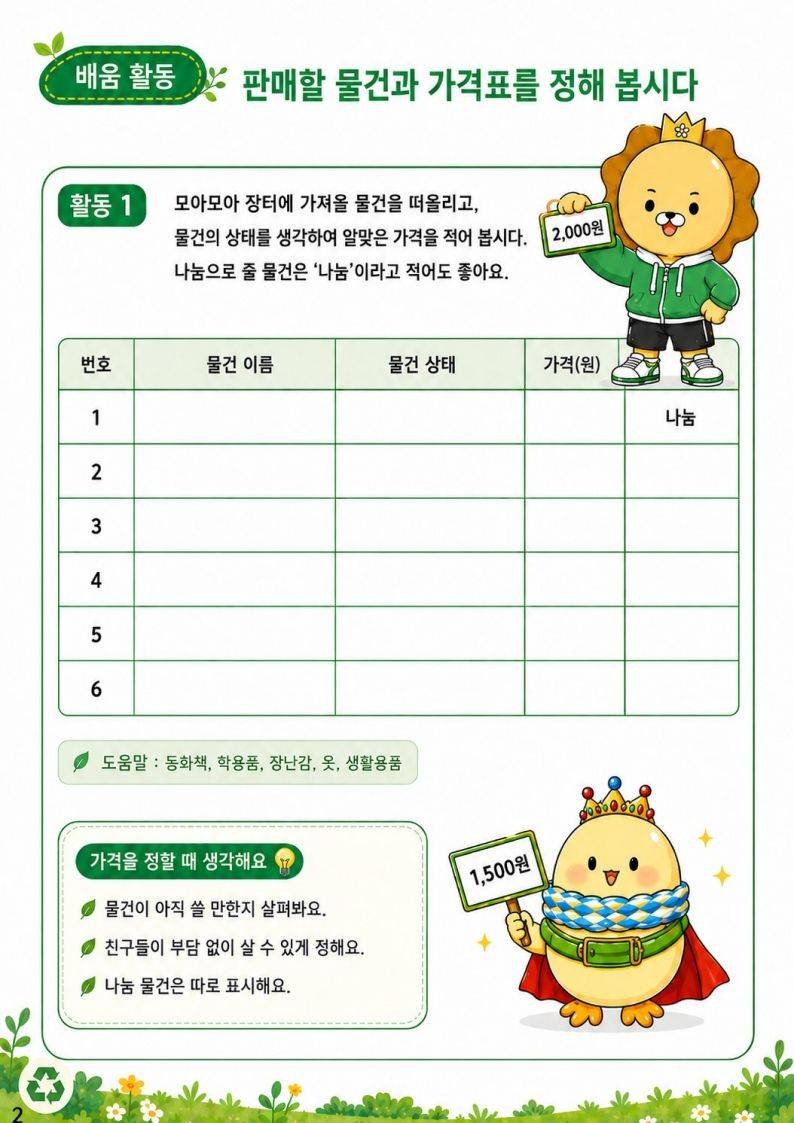 배움 활동
판매할 물건과 가격표를 정해 봅시다
활동 1
모아모아 장터에 가져올 물건을 떠올리고,
물건의 상태를 생각하여 알맞은 가격을 적어 봅시다.
나눔으로 줄 물건은 ‘나눔’이라고 적어도 좋아요.
2,000원
번호 물건 이름 물건 상태 가격(원)
1 나눔
2
3
4
5
6
도움말 : 동화책, 학용품, 장난감, 옷, 생활용품
가격을 정할 때 생각해요
물건이 아직 쓸 만한지 살펴봐요.
친구들이 부담 없이 살 수 있게 정해요.
나눔 물건은 따로 표시해요.
1,500원
2